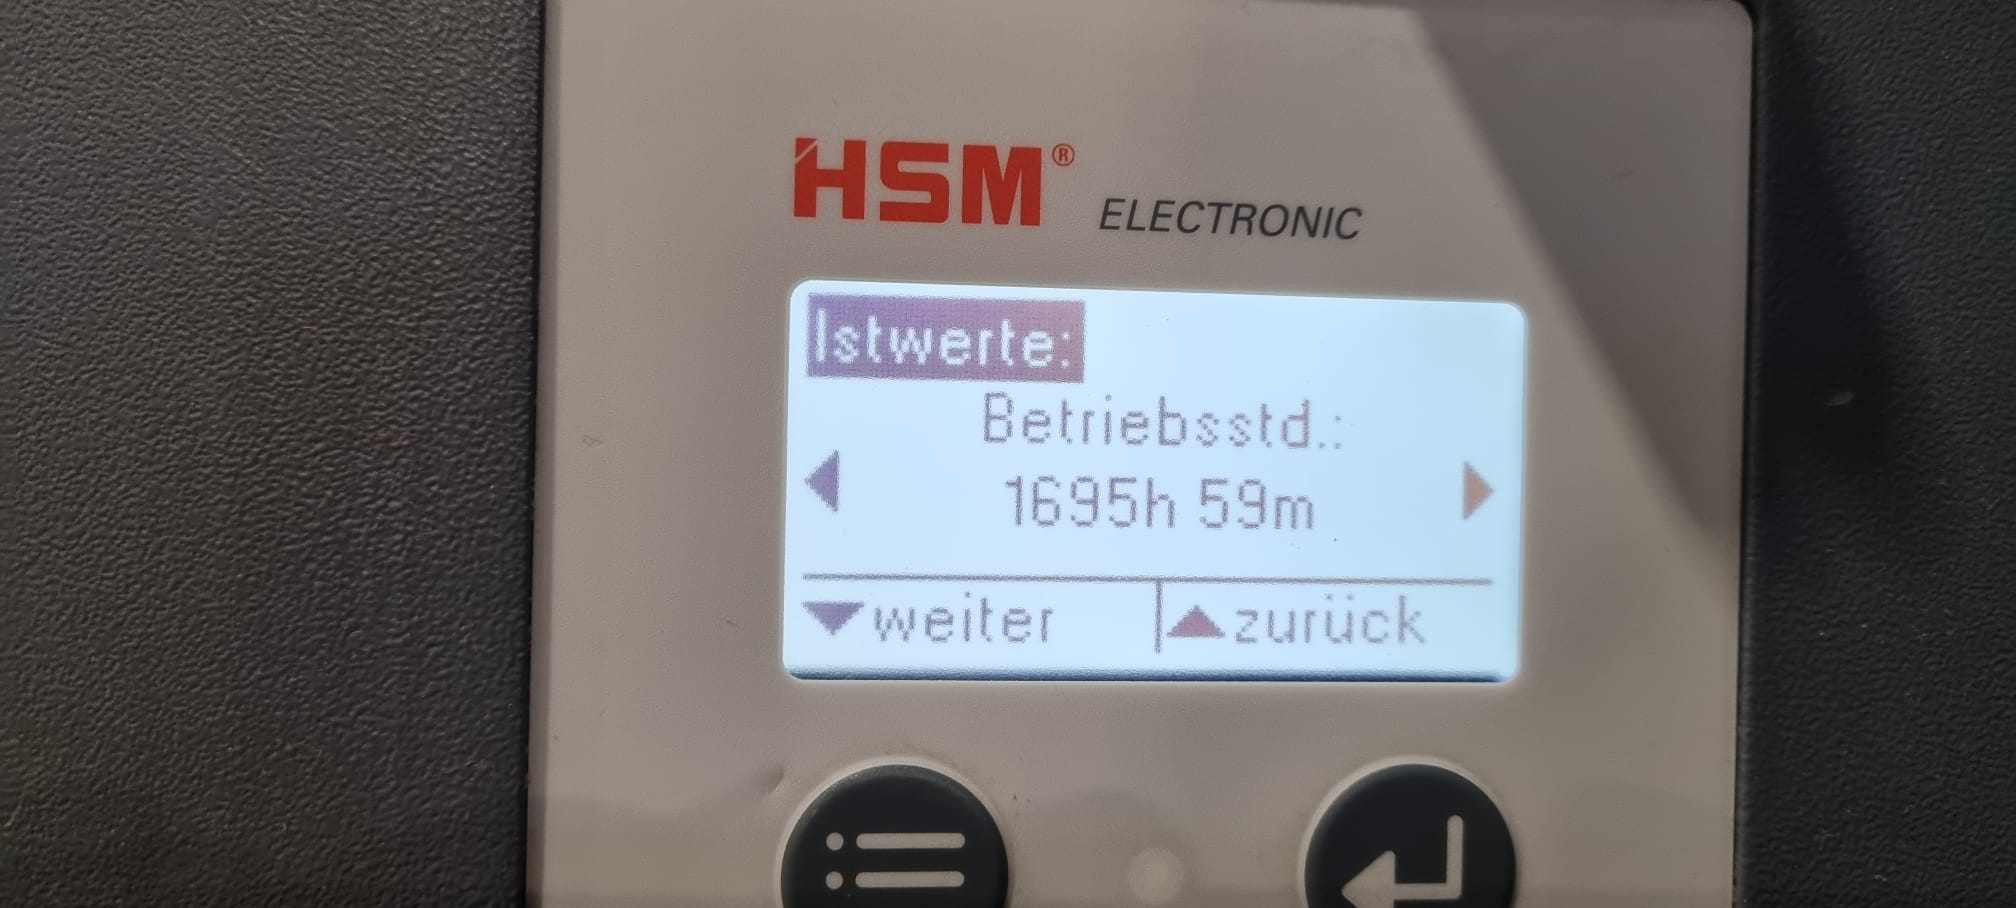 HSM® ELECTRONIC
Istwerte:
Betriebsstd.:
1695h 59m
weiter zurück